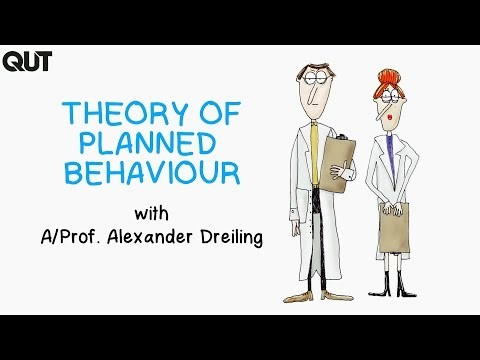 QUT
THEORY OF
PLANNED
BEHAVIOUR
with
A/Prof. Alexander Dreiling